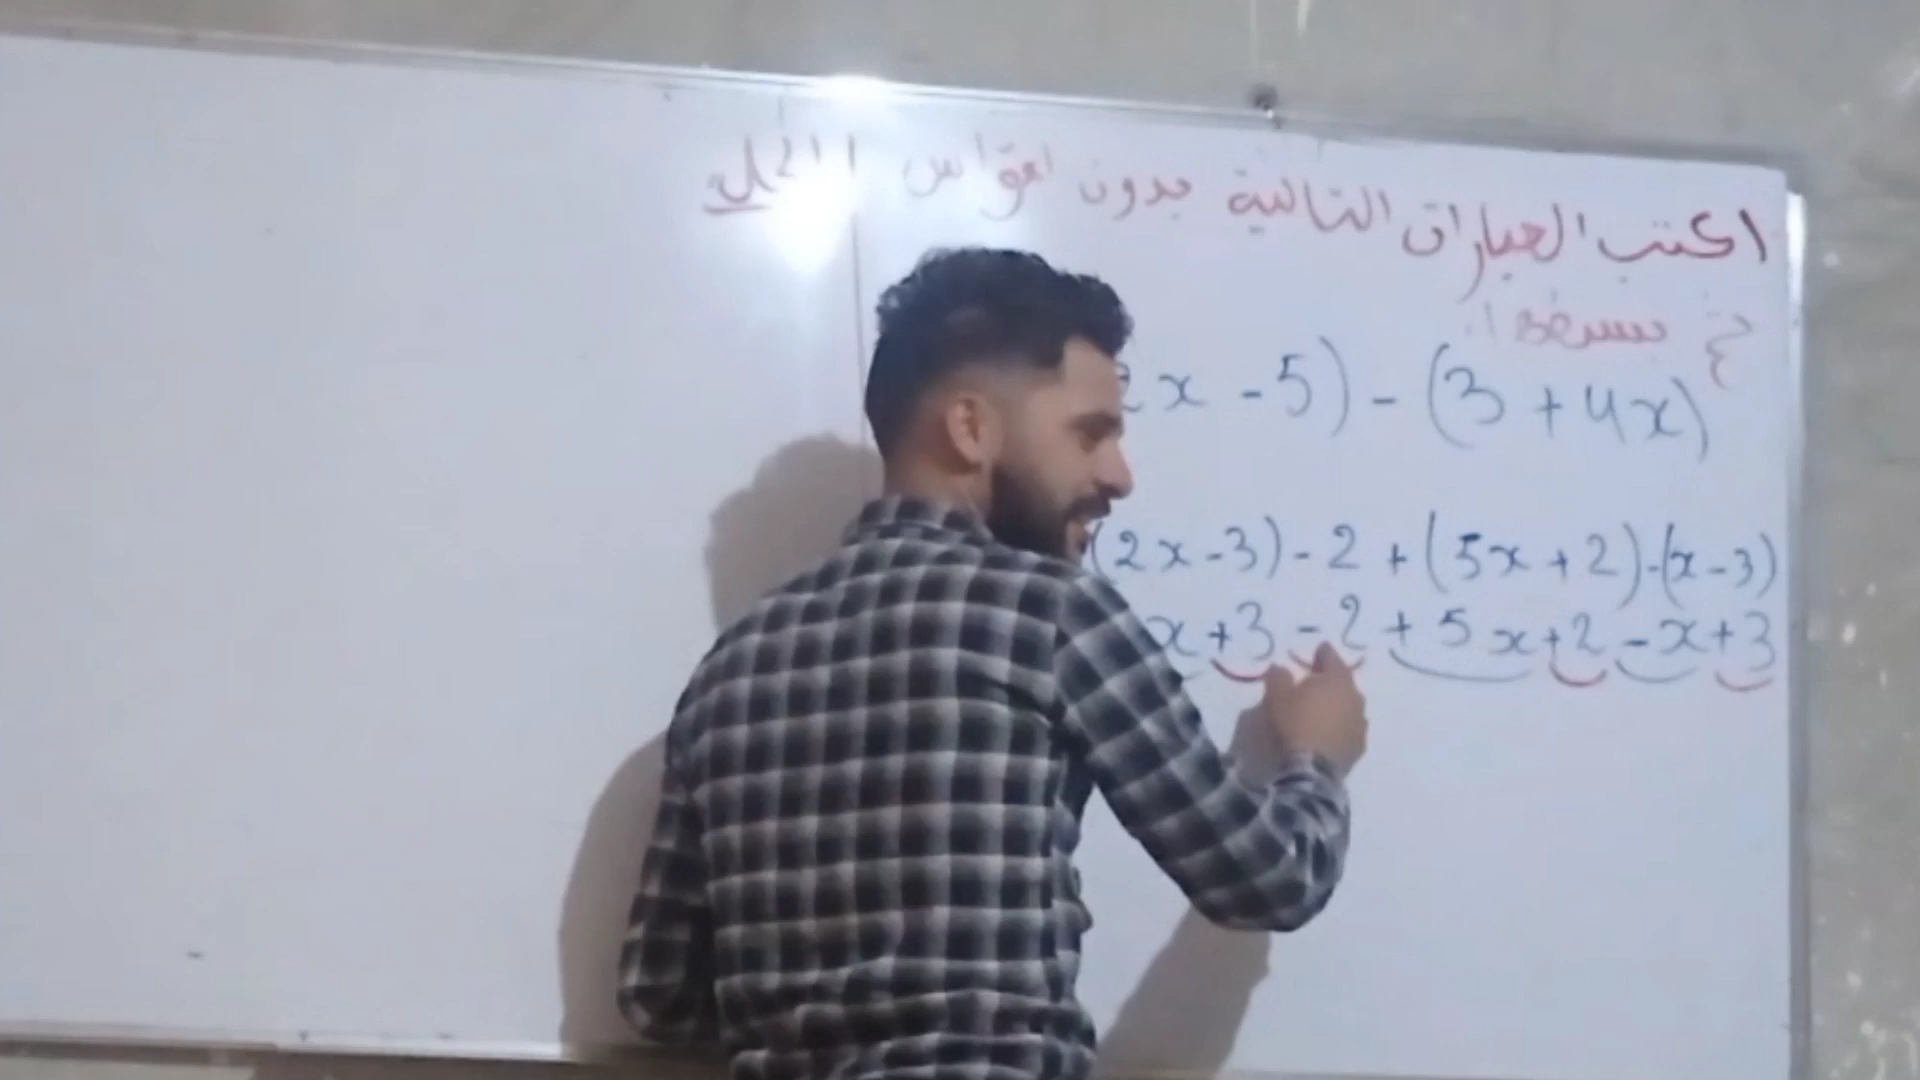 اكتب العبارات التالية بدون اقواس الحل
ثم بسطها
2x - 5) - (3 + 4x)
(2x - 3) - 2 + (5x + 2) - (x - 3)
x + 3 - 2 + 5x + 2 - x + 3